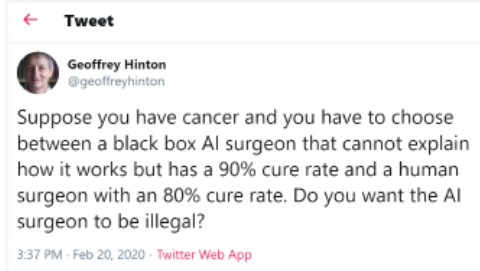 Tweet
Geoffrey Hinton
@geoffreyhinton
Suppose you have cancer and you have to choose
between a black box AI surgeon that cannot explain
how it works but has a 90% cure rate and a human
surgeon with an 80% cure rate. Do you want the AI
surgeon to be illegal?
3:37 PM · Feb 20, 2020 · Twitter Web App